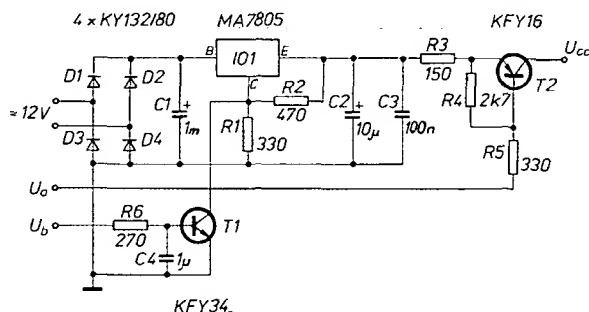 4 x KY132/80 MA7805 KFY16
D1 D2 B IO1 E R3 Ucc
C R2 150 T2
≈12V C1 + 1m 470 C2 + C3 R4 2k7
D3 D4 R1 330 10μ 100n R5
Ua 330
Ub R6 T1
270
C4 1μ
KFY34